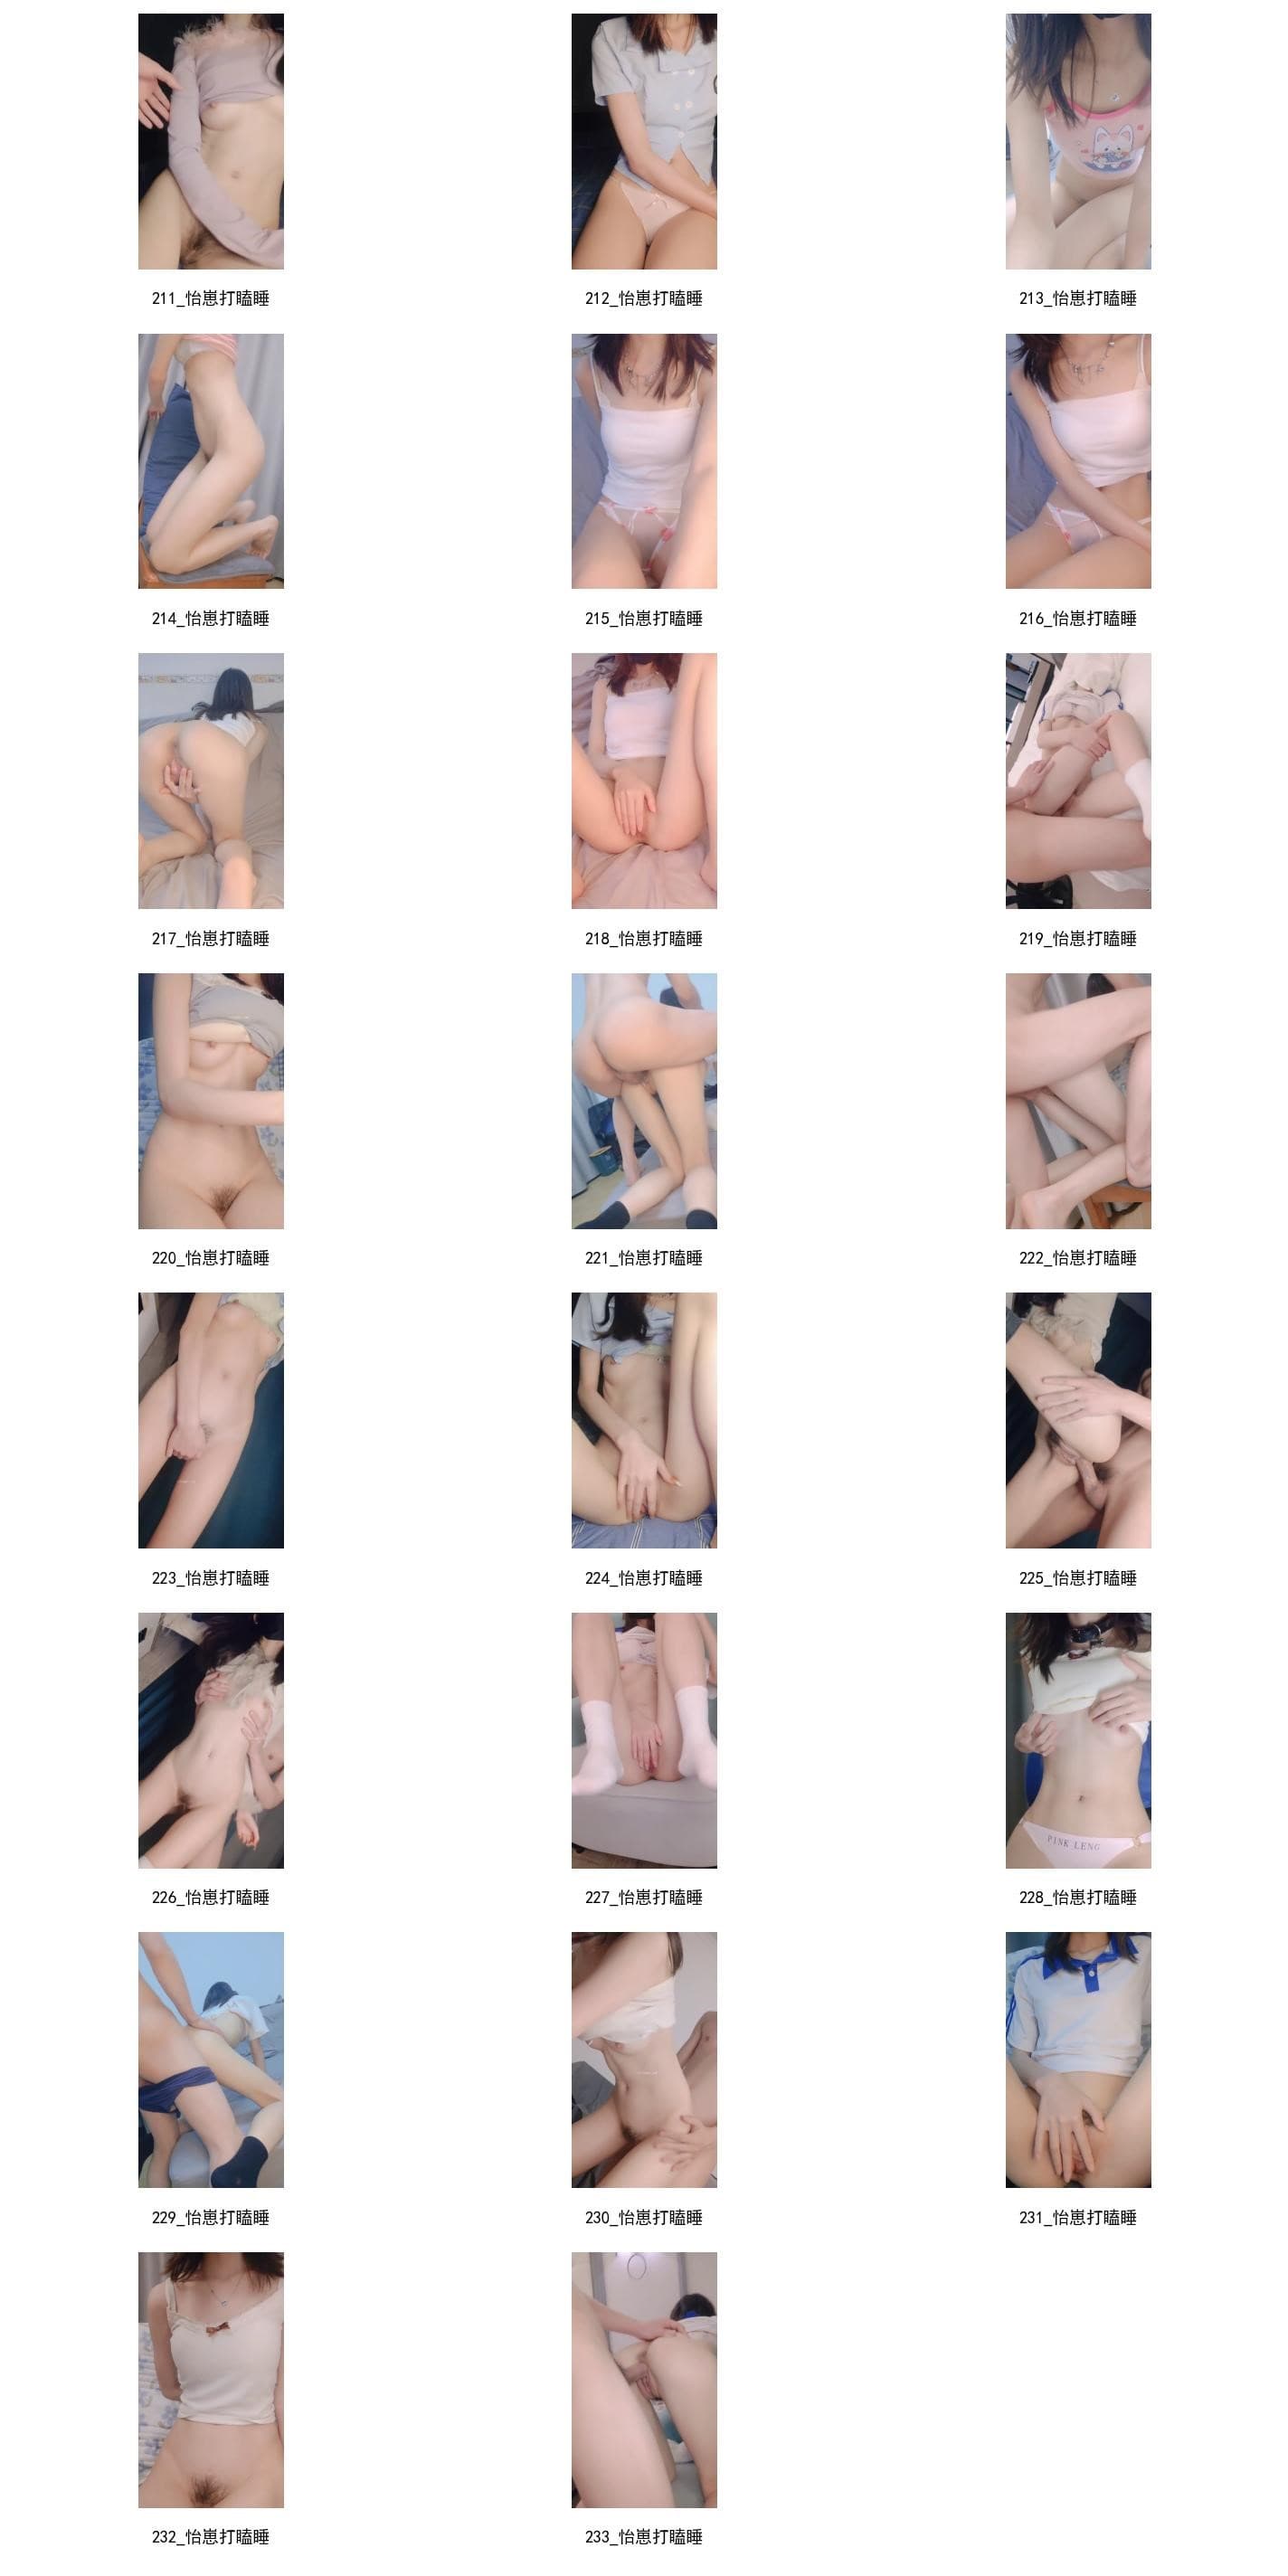 211_怡崽打瞌睡
212_怡崽打瞌睡
213_怡崽打瞌睡
214_怡崽打瞌睡
215_怡崽打瞌睡
216_怡崽打瞌睡
217_怡崽打瞌睡
218_怡崽打瞌睡
219_怡崽打瞌睡
220_怡崽打瞌睡
221_怡崽打瞌睡
222_怡崽打瞌睡
223_怡崽打瞌睡
224_怡崽打瞌睡
225_怡崽打瞌睡
PINK LENG
226_怡崽打瞌睡
227_怡崽打瞌睡
228_怡崽打瞌睡
229_怡崽打瞌睡
230_怡崽打瞌睡
231_怡崽打瞌睡
232_怡崽打瞌睡
233_怡崽打瞌睡